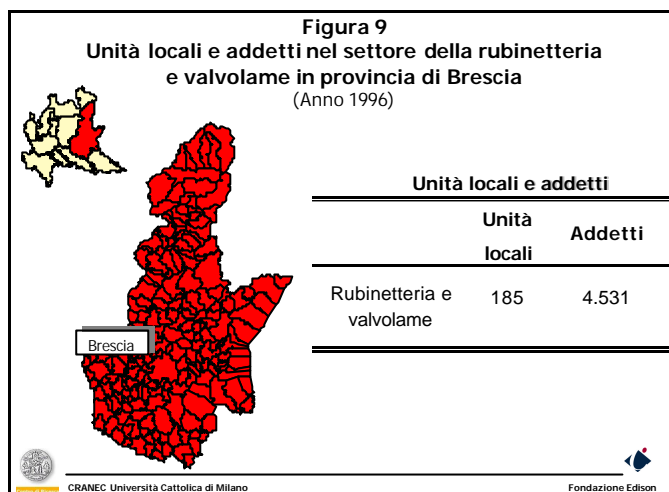 Figura 9
Unità locali e addetti nel settore della rubinetteria
e valvolame in provincia di Brescia
(Anno 1996)
Unità locali e addetti
Unità
locali
Addetti
Rubinetteria e
valvolame
185
4.531
Brescia
CRANEC Università Cattolica di Milano
Fondazione Edison